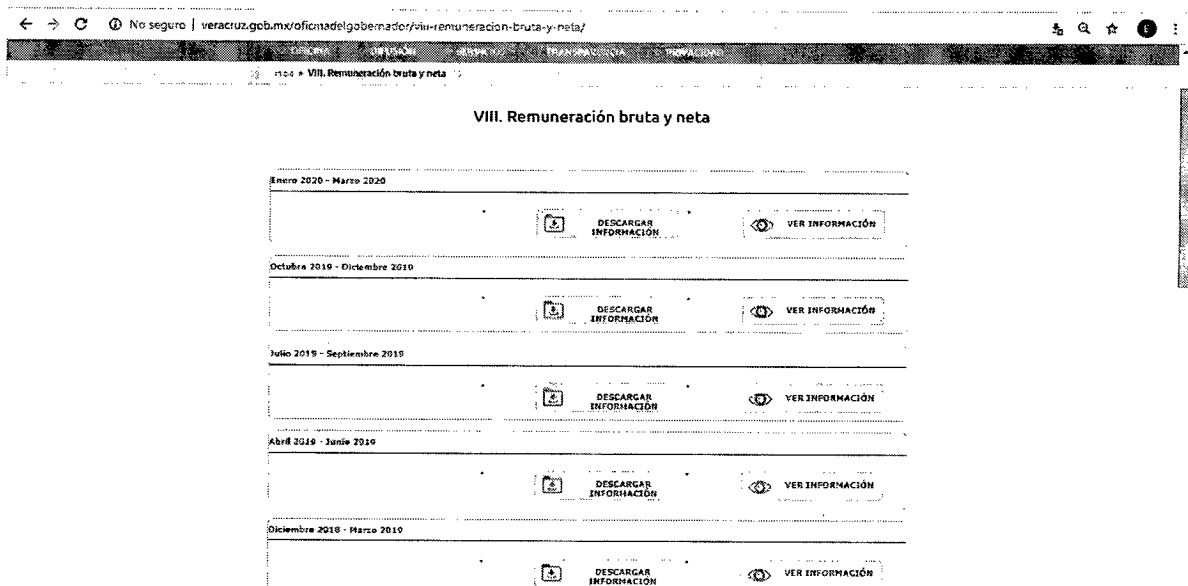 No seguro | veracruz.gob.mx/oficinadelgobernador/viii-remuneracion-bruta-y-neta/
OFICINA DIFUSIÓN TRANSPARENCIA
» VIII. Remuneración bruta y neta
VIII. Remuneración bruta y neta
Enero 2020 - Marzo 2020
DESCARGAR INFORMACIÓN VER INFORMACIÓN
Octubre 2019 - Diciembre 2019
DESCARGAR INFORMACIÓN VER INFORMACIÓN
Julio 2019 - Septiembre 2019
DESCARGAR INFORMACIÓN VER INFORMACIÓN
Abril 2019 - Junio 2019
DESCARGAR INFORMACIÓN VER INFORMACIÓN
Diciembre 2018 - Marzo 2019
DESCARGAR INFORMACIÓN VER INFORMACIÓN